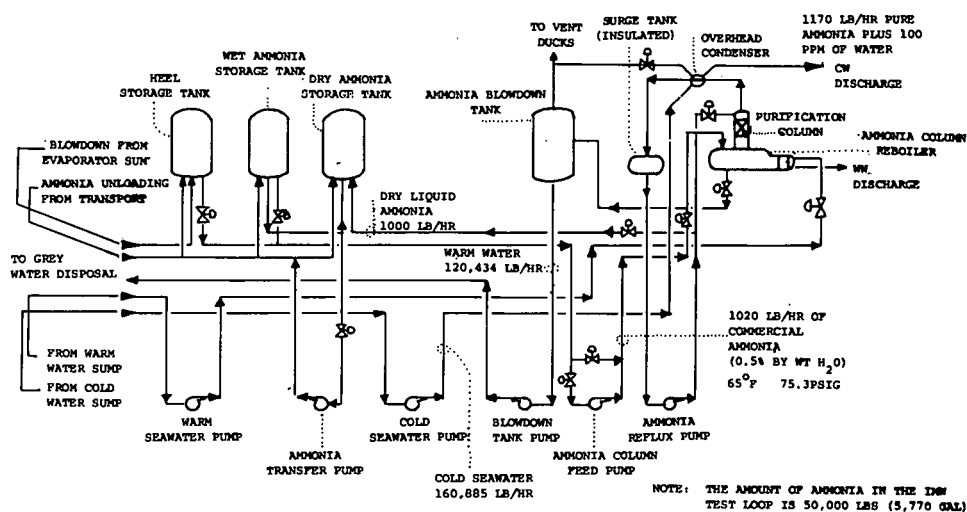 TO VENT
DUCKS
SURGE TANK
(INSULATED)
OVERHEAD
CONDENSER
1170 LB/HR PURE
AMMONIA PLUS 100
PPM OF WATER
CW
DISCHARGE
HEEL
STORAGE TANK
WET AMMONIA
STORAGE TANK
DRY AMMONIA
STORAGE TANK
AMMONIA BLOWDOWN
TANK
PURIFICATION
COLUMN
AMMONIA COLUMN
REBOILER
WW
DISCHARGE
BLOWDOWN FROM
EVAPORATOR SUMP
AMMONIA UNLOADING
FROM TRANSPORT
DRY LIQUID
AMMONIA
1000 LB/HR
WARM WATER
120,434 LB/HR
TO GREY
WATER DISPOSAL
1020 LB/HR OF
COMMERCIAL
AMMONIA
(0.5% BY WT H2O)
65°F 75.3PSIG
FROM WARM
WATER SUMP
FROM COLD
WATER SUMP
WARM
SEAWATER PUMP
AMMONIA
TRANSFER PUMP
COLD
SEAWATER PUMP
BLOWDOWN
TANK PUMP
AMMONIA COLUMN
FEED PUMP
AMMONIA
REFLUX PUMP
COLD SEAWATER
160,885 LB/HR
NOTE: THE AMOUNT OF AMMONIA IN THE
TEST LOOP IS 50,000 LBS (5,770 GAL)